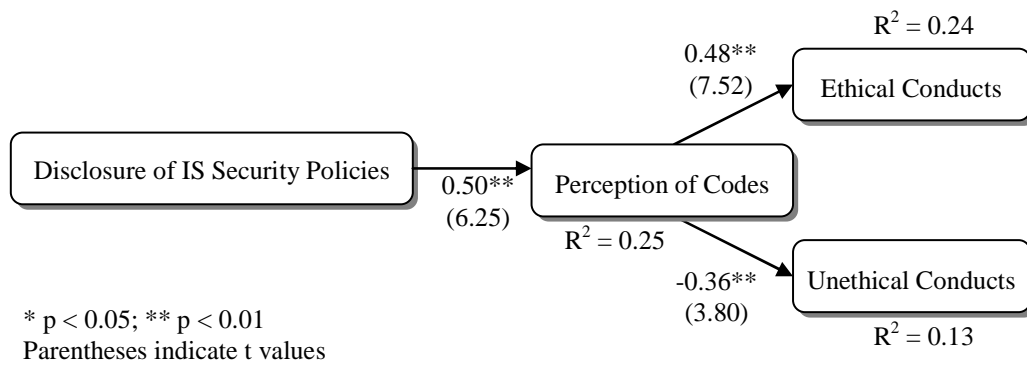 R² = 0.24
0.48**
(7.52)
Ethical Conducts
Disclosure of IS Security Policies
0.50**
(6.25)
Perception of Codes
R² = 0.25
-0.36**
(3.80)
Unethical Conducts
R² = 0.13
* p < 0.05; ** p < 0.01
Parentheses indicate t values